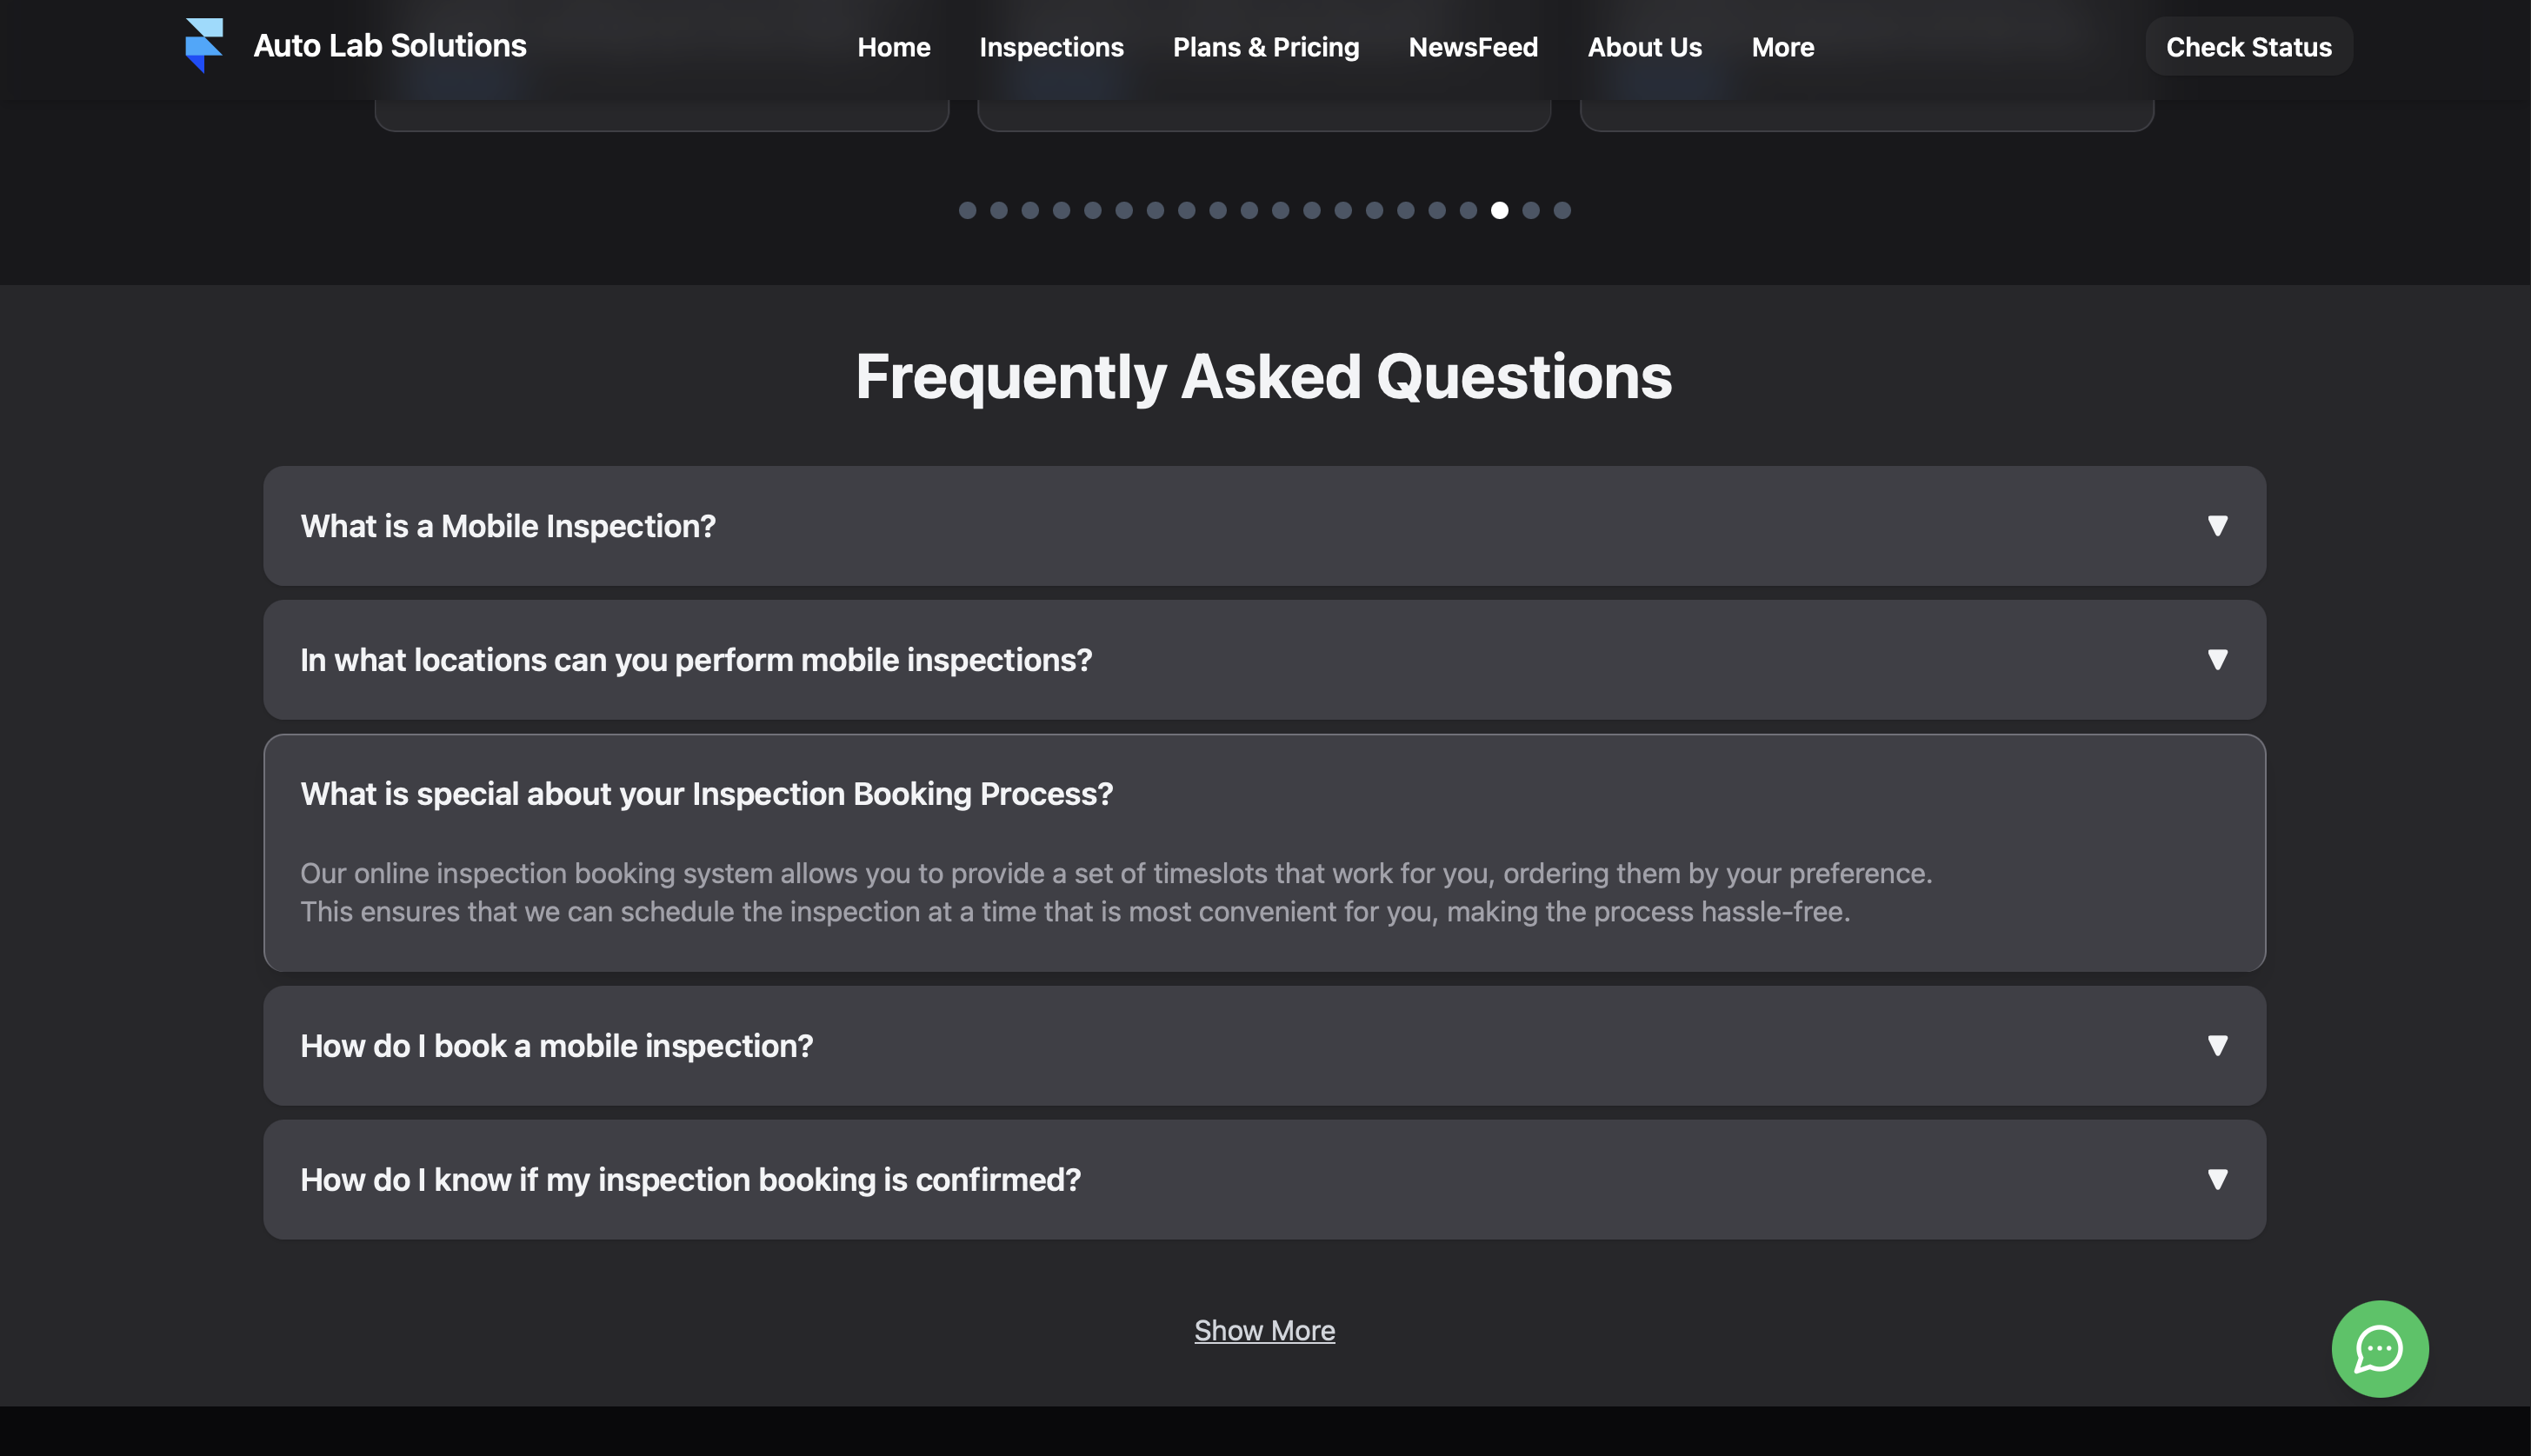 Auto Lab Solutions
Home
Inspections
Plans & Pricing
NewsFeed
About Us
More
Check Status
Frequently Asked Questions
What is a Mobile Inspection?
In what locations can you perform mobile inspections?
What is special about your Inspection Booking Process?
Our online inspection booking system allows you to provide a set of timeslots that work for you, ordering them by your preference.
This ensures that we can schedule the inspection at a time that is most convenient for you, making the process hassle-free.
How do I book a mobile inspection?
How do I know if my inspection booking is confirmed?
Show More